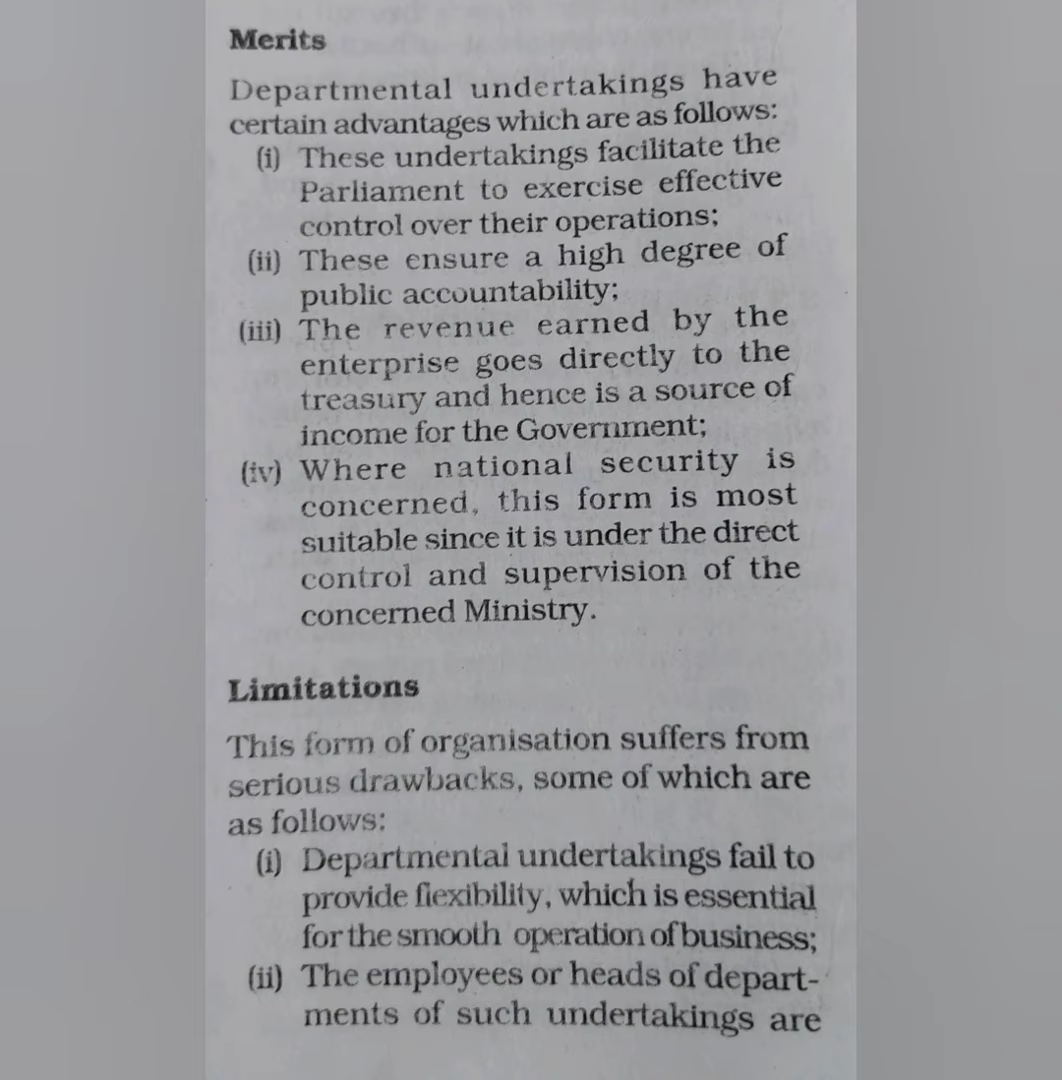 Merits
Departmental undertakings have
certain advantages which are as follows:
(i) These undertakings facilitate the
Parliament to exercise effective
control over their operations;
(ii) These ensure a high degree of
public accountability;
(iii) The revenue earned by the
enterprise goes directly to the
treasury and hence is a source of
income for the Government;
(iv) Where national security is
concerned, this form is most
suitable since it is under the direct
control and supervision of the
concerned Ministry.
Limitations
This form of organisation suffers from
serious drawbacks, some of which are
as follows:
(i) Departmental undertakings fail to
provide flexibility, which is essential
for the smooth operation of business;
(ii) The employees or heads of depart-
ments of such undertakings are